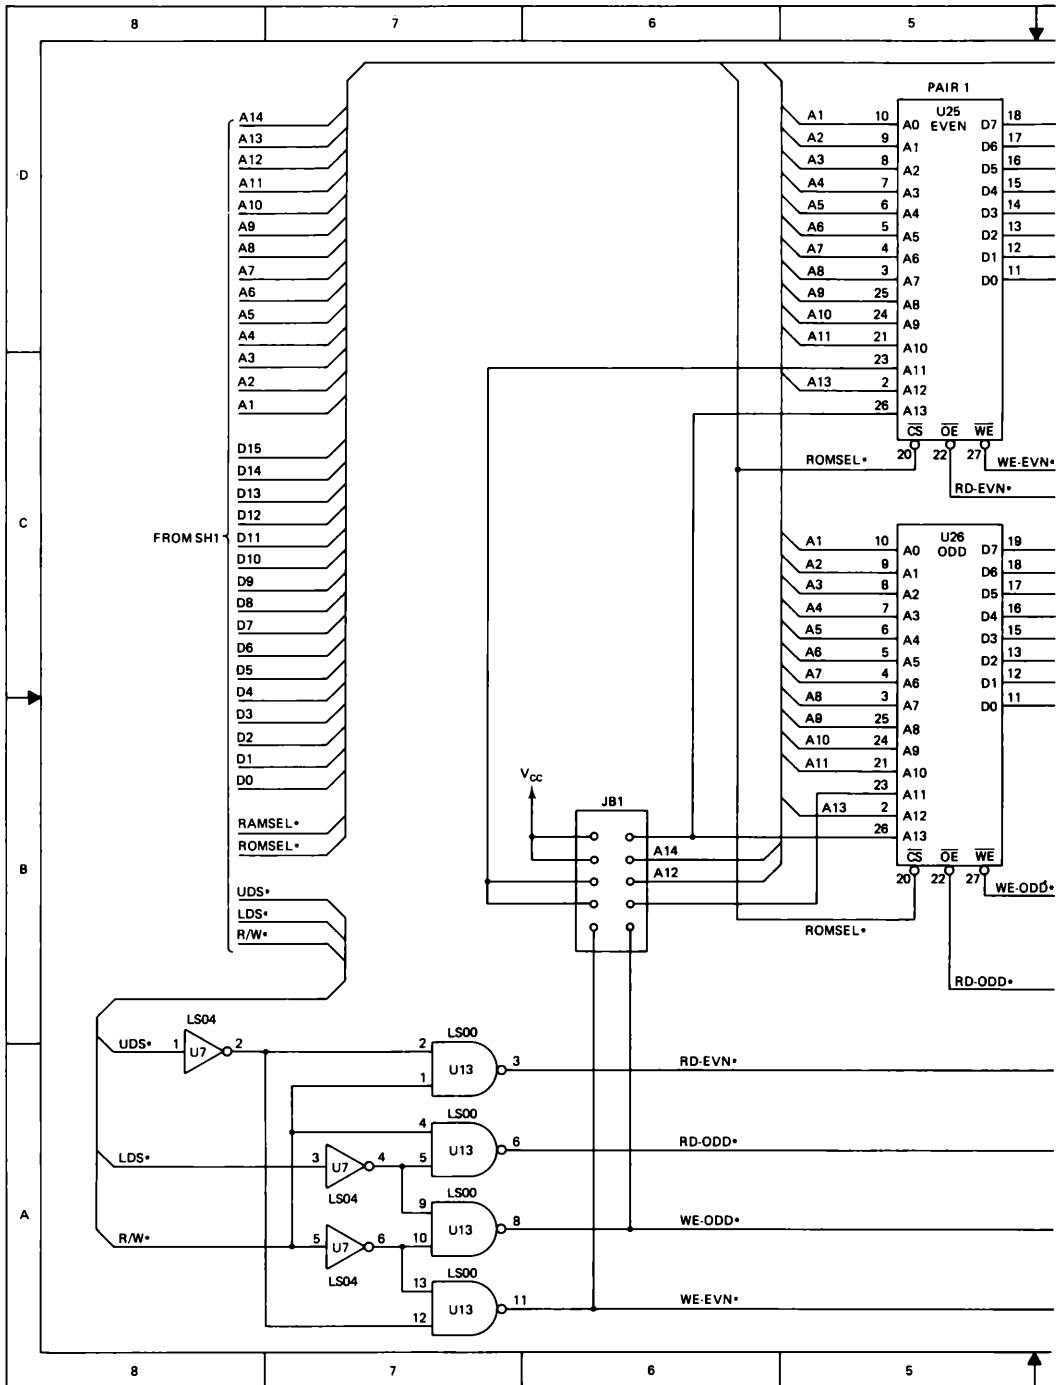 8 7 6 5
D
C
B
A
FROM SH1
A14
A13
A12
A11
A10
A9
A8
A7
A6
A5
A4
A3
A2
A1
D15
D14
D13
D12
D11
D10
D9
D8
D7
D6
D5
D4
D3
D2
D1
D0
RAMSEL*
ROMSEL*
UDS*
LDS*
R/W*
PAIR 1
U25
EVEN
A1 10 A0 D7 18
A2 9 A1 D6 17
A3 8 A2 D5 16
A4 7 A3 D4 15
A5 6 A4 D3 14
A6 5 A5 D2 13
A7 4 A6 D1 12
A8 3 A7 D0 11
A9 25 A8
A10 24 A9
A11 21 A10
23 A11
A13 2 A12
26 A13
CS OE WE
ROMSEL* 20 22 27 WE-EVN*
RD-EVN*
U26
ODD
A1 10 A0 D7 19
A2 9 A1 D6 18
A3 8 A2 D5 17
A4 7 A3 D4 16
A5 6 A4 D3 15
A6 5 A5 D2 13
A7 4 A6 D1 12
A8 3 A7 D0 11
A9 25 A8
A10 24 A9
A11 21 A10
23 A11
A13 2 A12
26 A13
CS OE WE
20 22 27 WE-ODD*
ROMSEL*
RD-ODD*
VCC
JB1
A14
A12
LS04
UDS* 1 U7 2
LS00
2 1 U13 3 RD-EVN*
LS00
4 5 U13 6 RD-ODD*
LDS* 3 U7 4
LS04
LS00
9 10 U13 8 WE-ODD*
R/W* 5 U7 6
LS04
LS00
13 12 U13 11 WE-EVN*
8 7 6 5